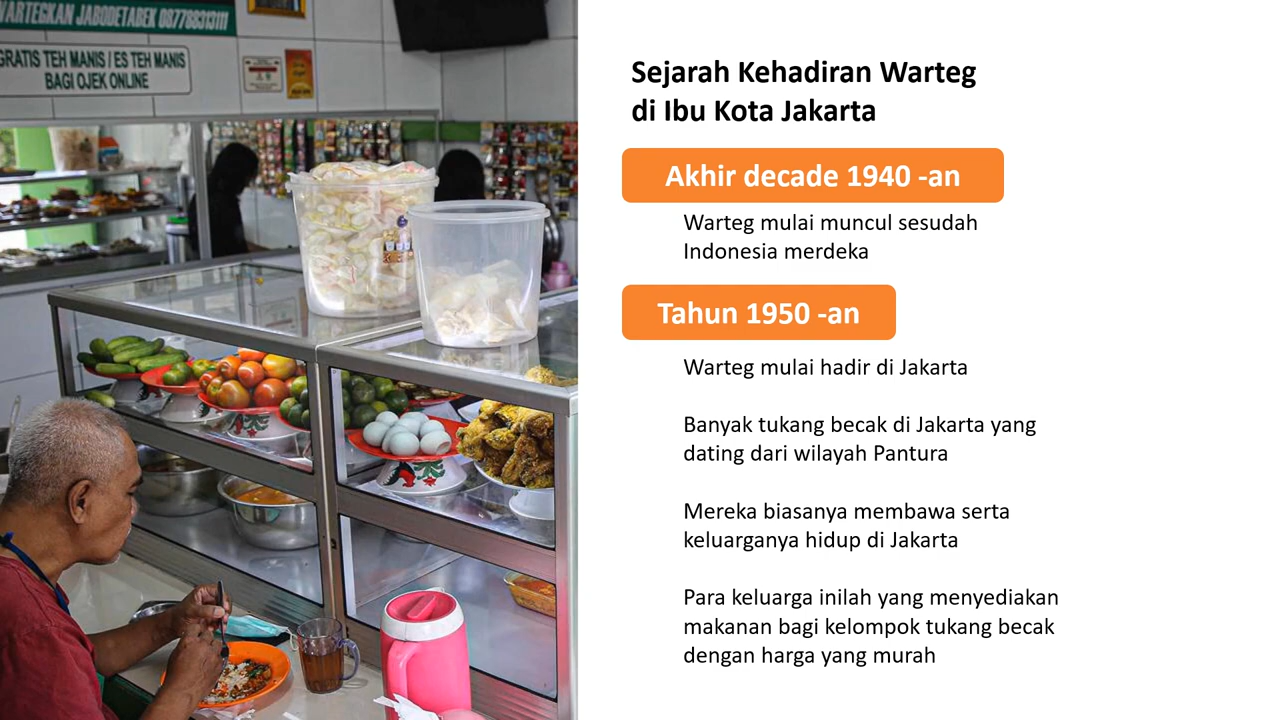 WARTEGKAN JABODETABEK 087788313111
GRATIS TEH MANIS / ES TEH MANIS
BAGI OJEK ONLINE
Sejarah Kehadiran Warteg
di Ibu Kota Jakarta
Akhir decade 1940 -an
Warteg mulai muncul sesudah
Indonesia merdeka
Tahun 1950 -an
Warteg mulai hadir di Jakarta
Banyak tukang becak di Jakarta yang
dating dari wilayah Pantura
Mereka biasanya membawa serta
keluarganya hidup di Jakarta
Para keluarga inilah yang menyediakan
makanan bagi kelompok tukang becak
dengan harga yang murah